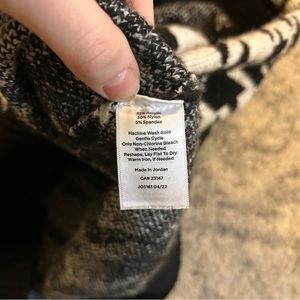 30% Nylon
5% Spandex
Machine Wash Cold
Gentle Cycle
Only Non-Chlorine Bleach
When Needed
Reshape, Lay Flat To Dry
Warm Iron, If Needed
Made In Jordan
CA# 23147
JOS161 04/22